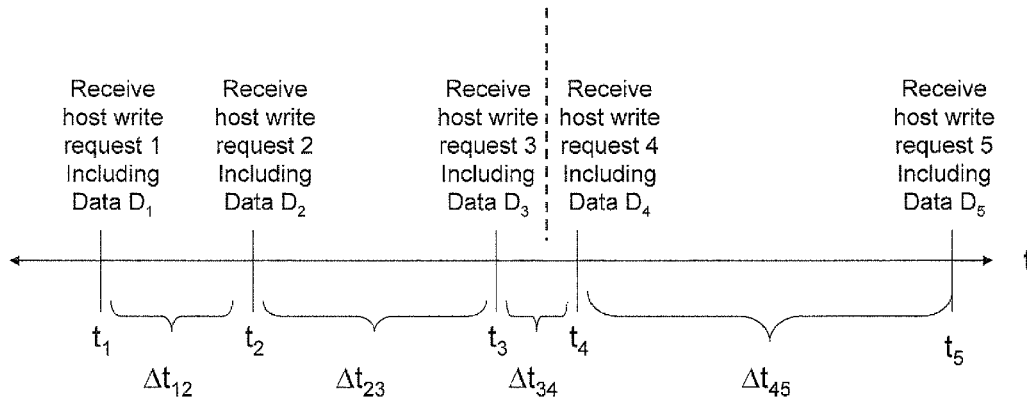 Receive
host write
request 1
Including
Data D₁
Receive
host write
request 2
Including
Data D₂
Receive
host write
request 3
Including
Data D₃
Receive
host write
request 4
Including
Data D₄
Receive
host write
request 5
Including
Data D₅
t
t₁
t₂
t₃
t₄
t₅
Δt₁₂
Δt₂₃
Δt₃₄
Δt₄₅